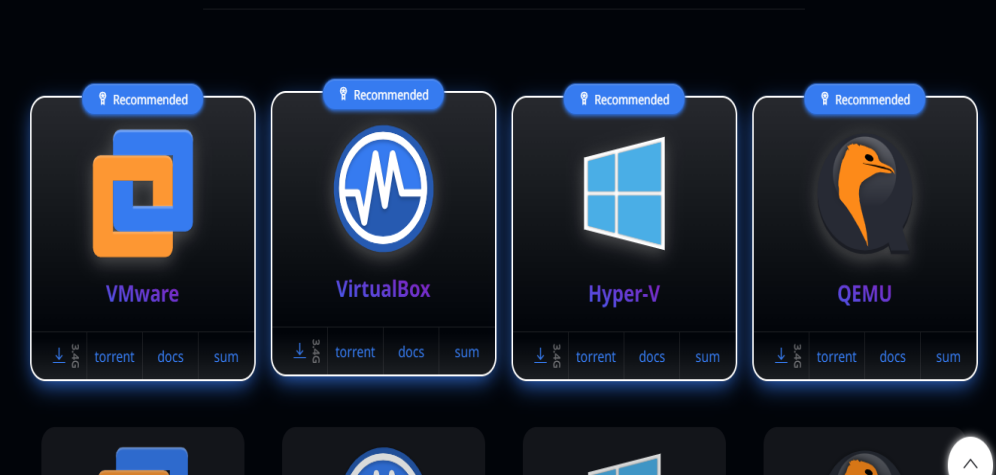 Recommended
Recommended
Recommended
Recommended
VMware
VirtualBox
Hyper-V
QEMU
3.4G torrent docs sum
3.4G torrent docs sum
3.4G torrent docs sum
3.4G torrent docs sum